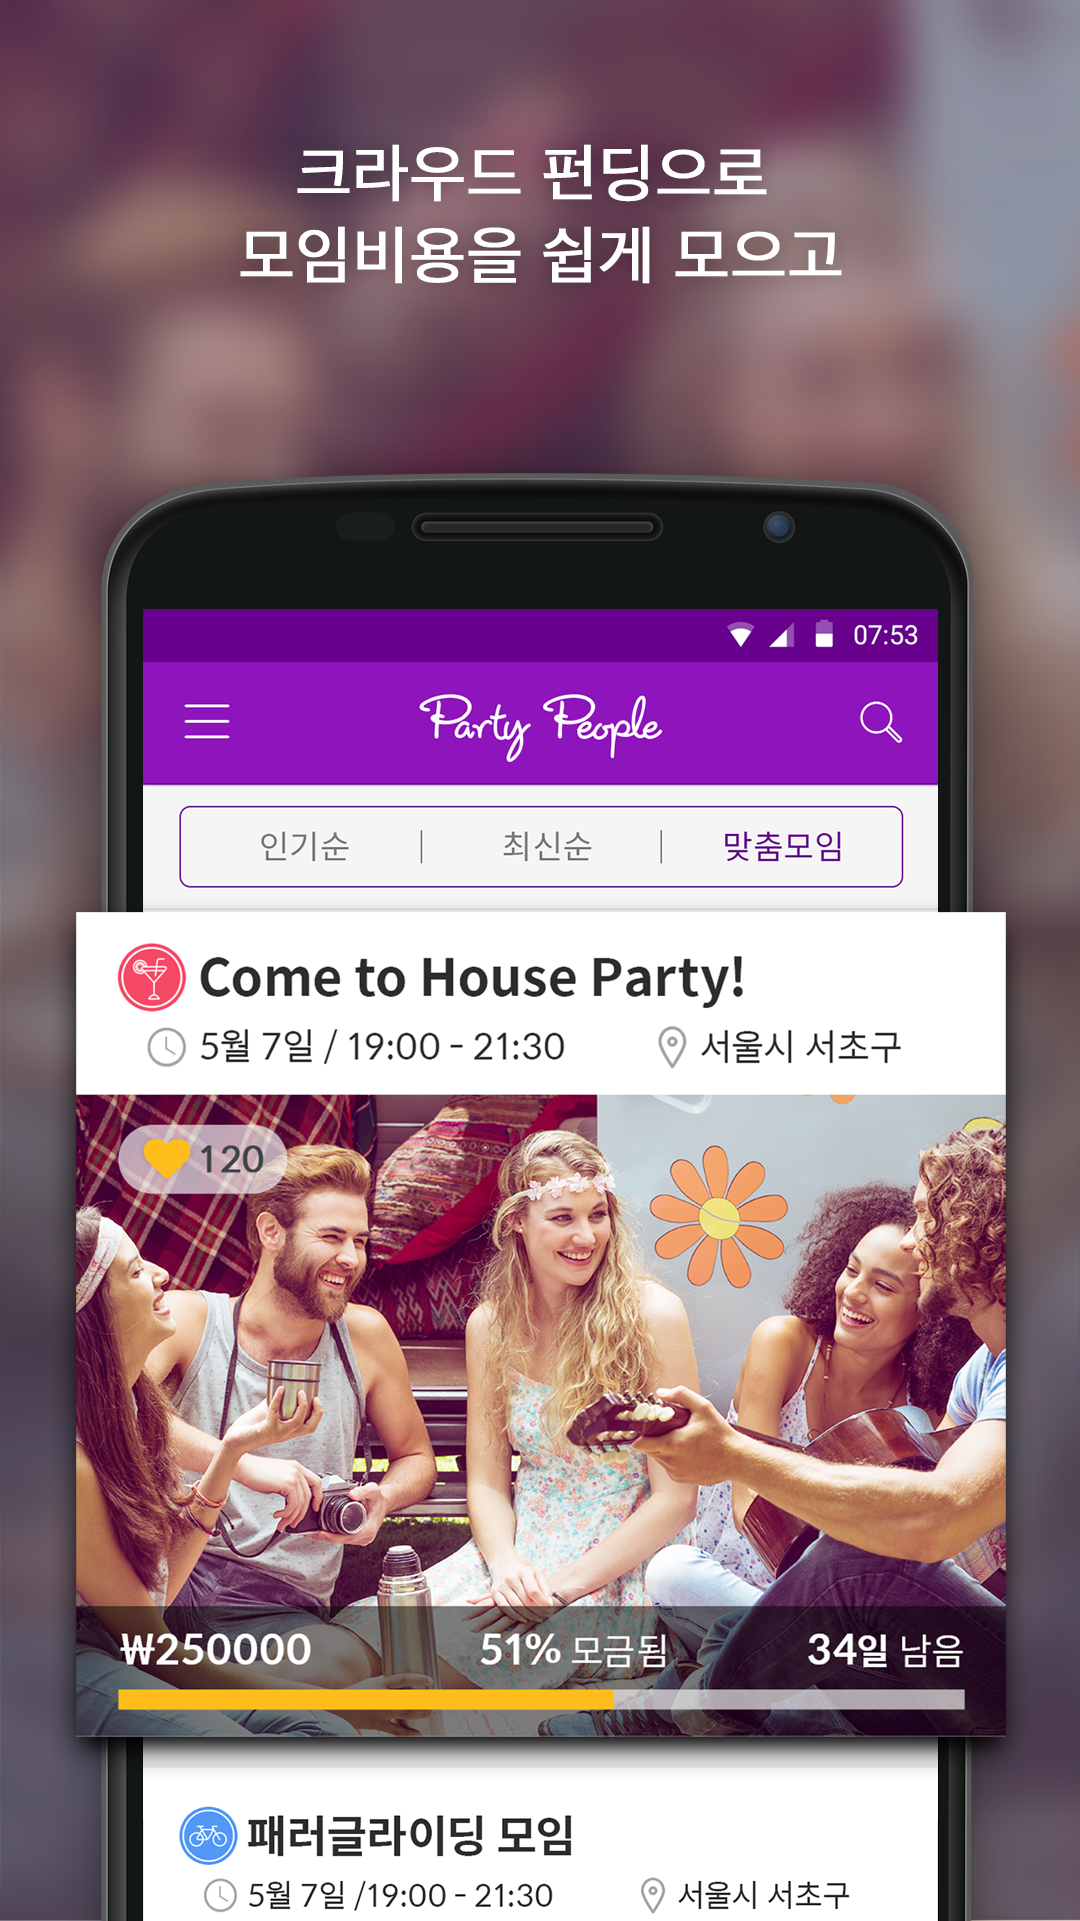 크라우드 펀딩으로
모임비용을 쉽게 모으고
07:53
Party People
인기순 | 최신순 | 맞춤모임
Come to House Party!
5월 7일 / 19:00 - 21:30 서울시 서초구
120
₩250000 51% 모금됨 34일 남음
패러글라이딩 모임
5월 7일 /19:00 - 21:30 서울시 서초구